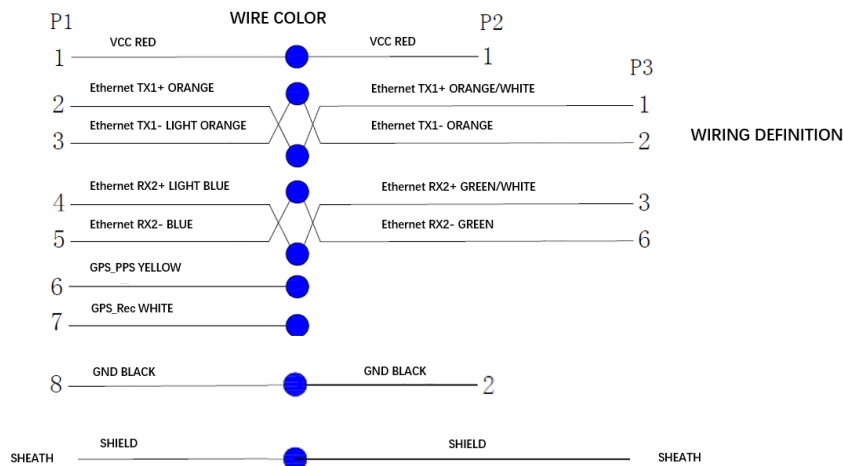 P1 WIRE COLOR P2
1 VCC RED VCC RED 1
P3
2 Ethernet TX1+ ORANGE Ethernet TX1+ ORANGE/WHITE 1
3 Ethernet TX1- LIGHT ORANGE Ethernet TX1- ORANGE 2 WIRING DEFINITION
4 Ethernet RX2+ LIGHT BLUE Ethernet RX2+ GREEN/WHITE 3
5 Ethernet RX2- BLUE Ethernet RX2- GREEN 6
6 GPS_PPS YELLOW
7 GPS_Rec WHITE
8 GND BLACK GND BLACK 2
SHEATH SHIELD SHIELD SHEATH